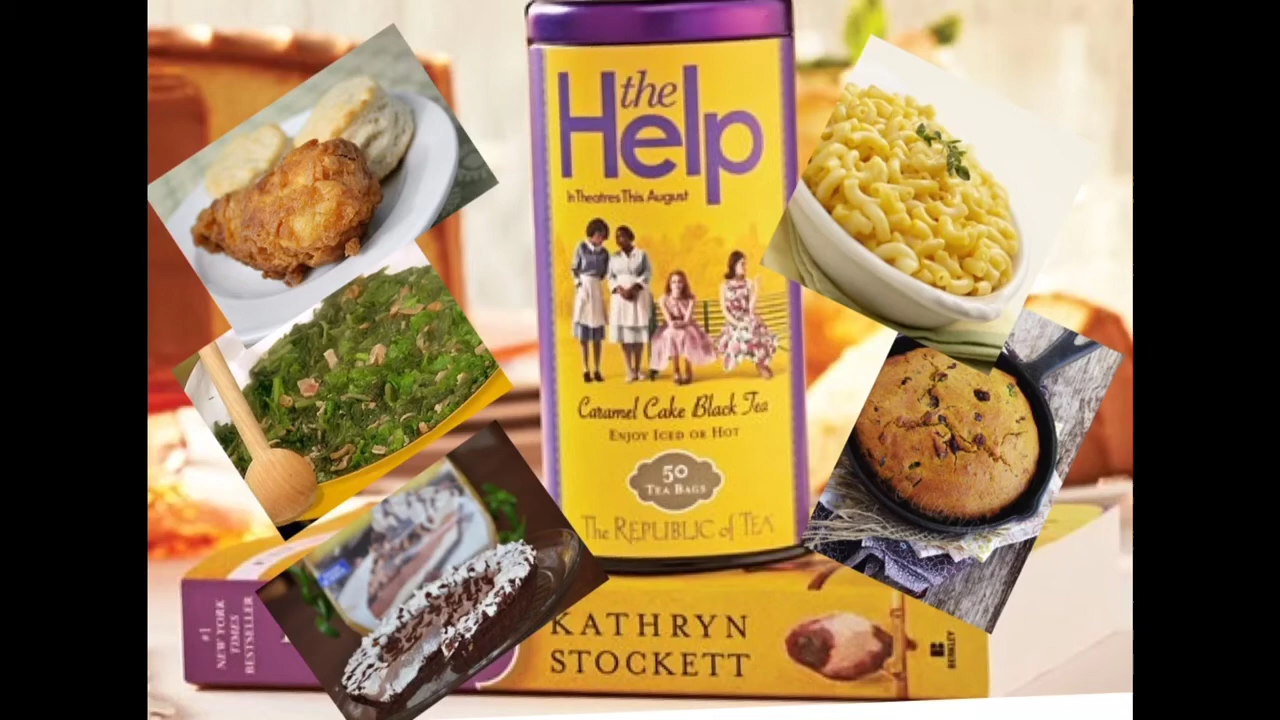 the
Help
In Theatres This August
Caramel Cake Black Tea
ENJOY ICED OR HOT
50
TEA BAGS
The REPUBLIC of TEA
#1
NEW YORK
TIMES
BESTSELLER
KATHRYN
STOCKETT
B
BERKLEY